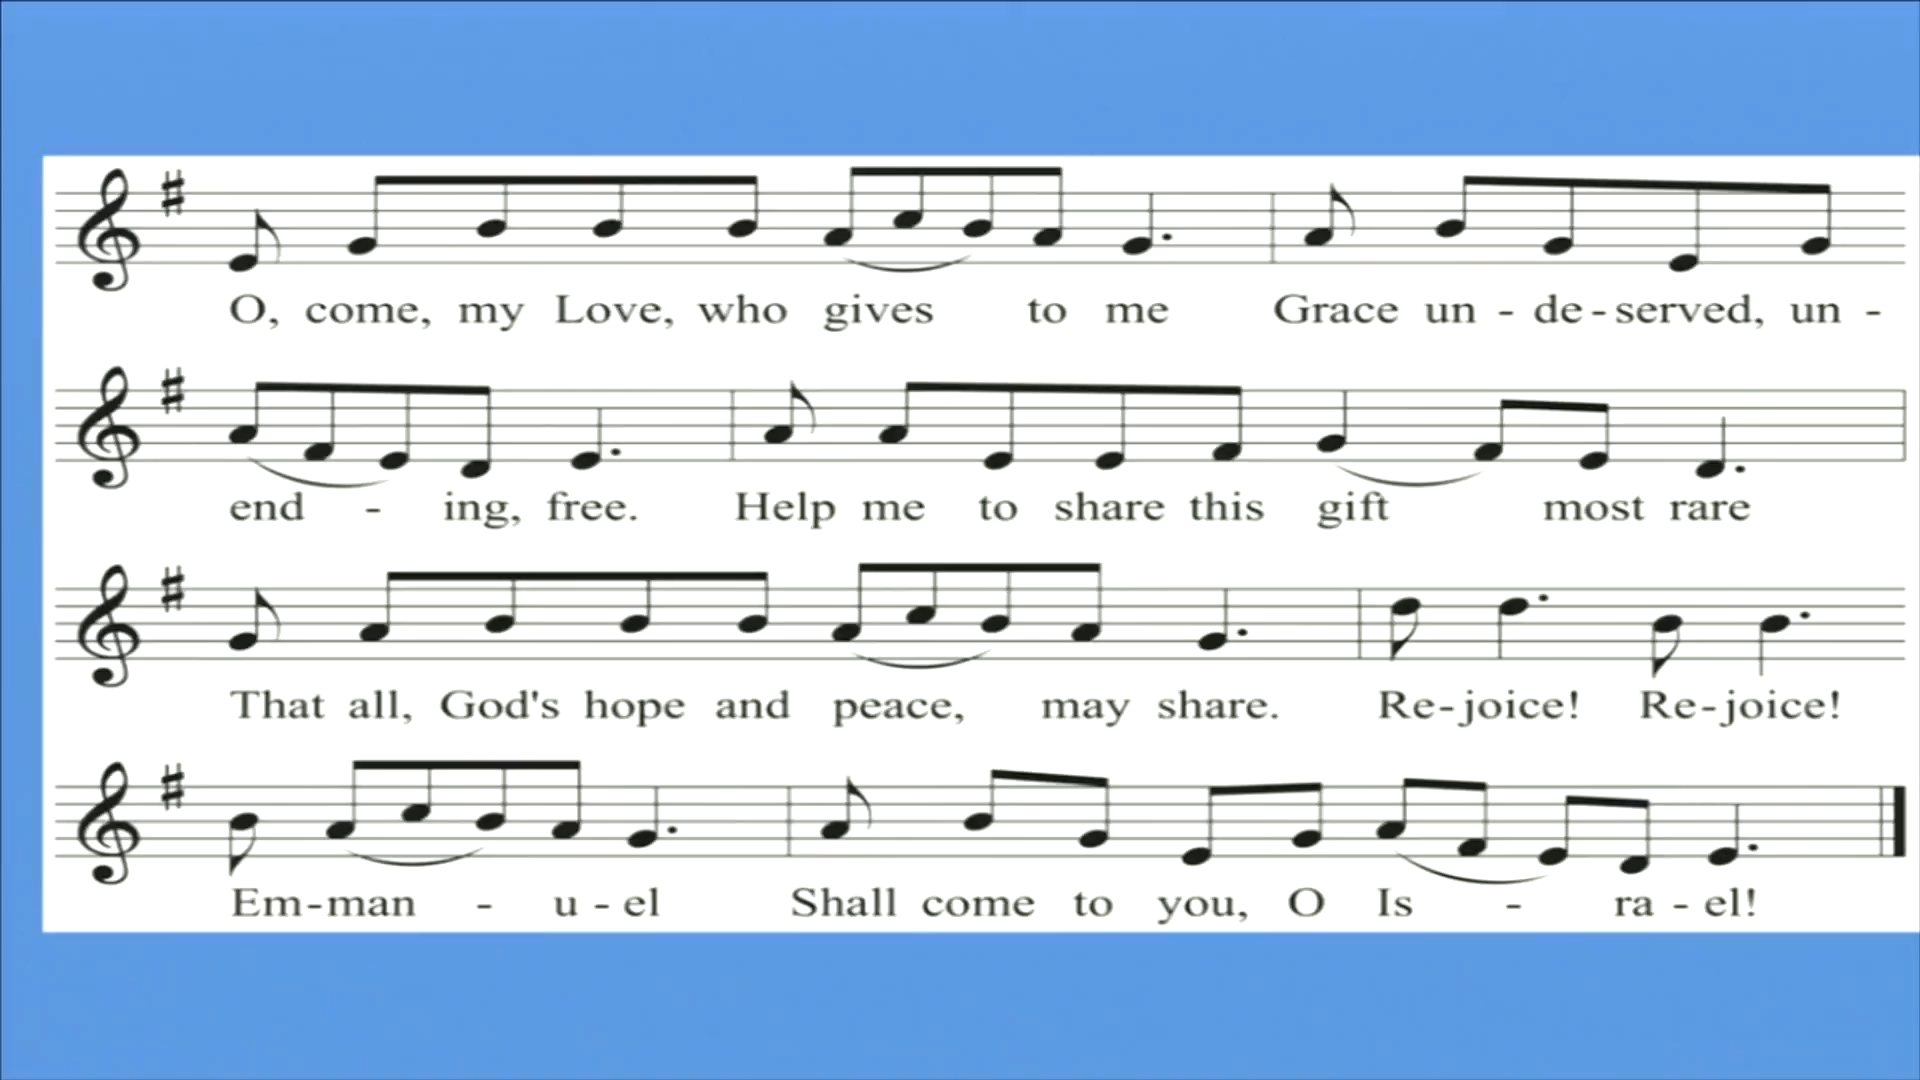 O, come, my Love, who gives to me Grace un - de - served, un -
end - ing, free. Help me to share this gift most rare
That all, God's hope and peace, may share. Re - joice! Re - joice!
Em - man - u - el Shall come to you, O Is - ra - el!